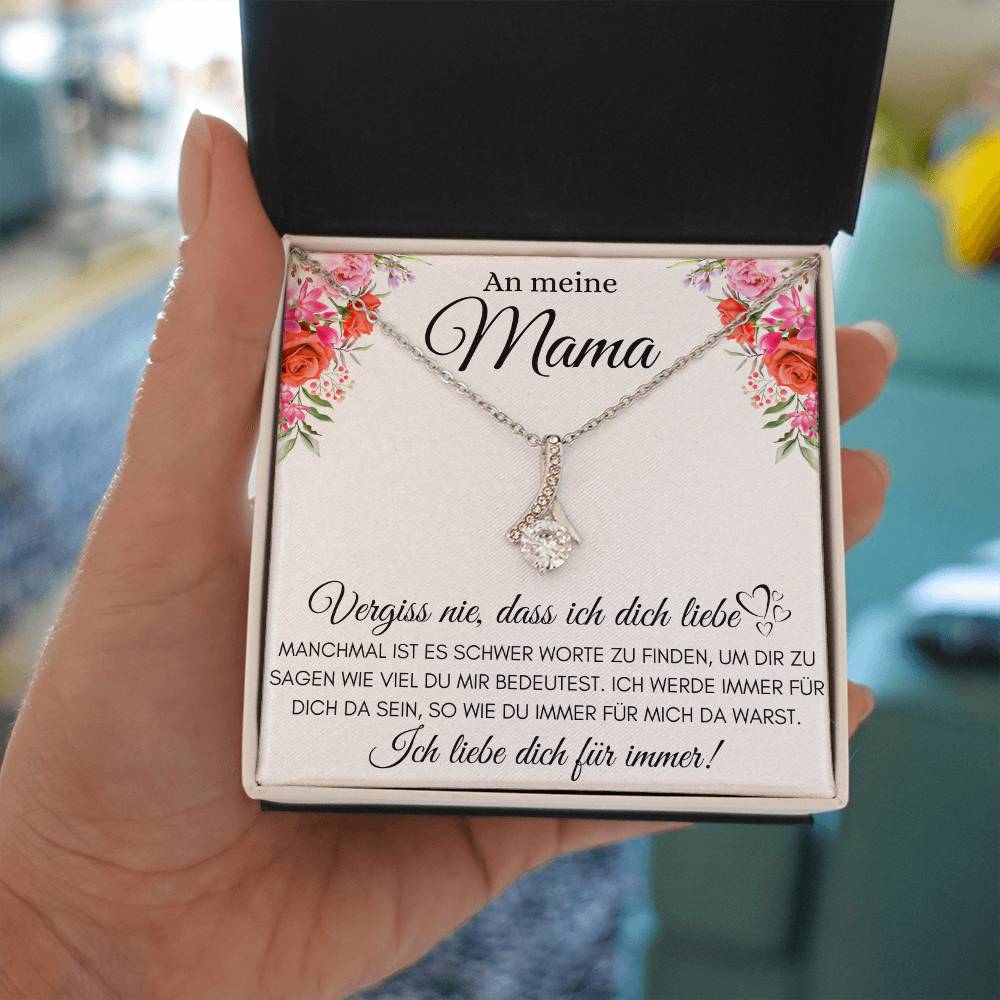 An meine
Mama
Vergiss nie, dass ich dich liebe
MANCHMAL IST ES SCHWER WORTE ZU FINDEN, UM DIR ZU
SAGEN WIE VIEL DU MIR BEDEUTEST. ICH WERDE IMMER FÜR
DICH DA SEIN, SO WIE DU IMMER FÜR MICH DA WARST.
Ich liebe dich für immer!